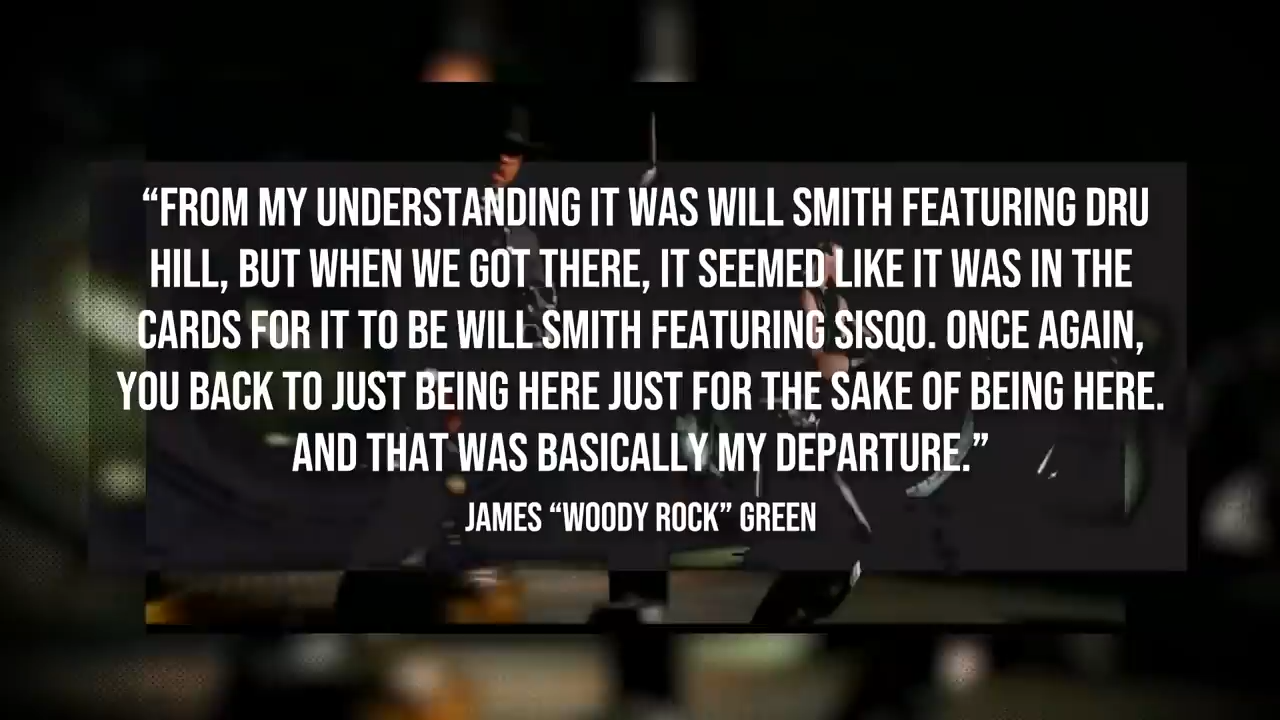 “FROM MY UNDERSTANDING IT WAS WILL SMITH FEATURING DRU
HILL, BUT WHEN WE GOT THERE, IT SEEMED LIKE IT WAS IN THE
CARDS FOR IT TO BE WILL SMITH FEATURING SISQO. ONCE AGAIN,
YOU BACK TO JUST BEING HERE JUST FOR THE SAKE OF BEING HERE.
AND THAT WAS BASICALLY MY DEPARTURE.”
JAMES “WOODY ROCK” GREEN